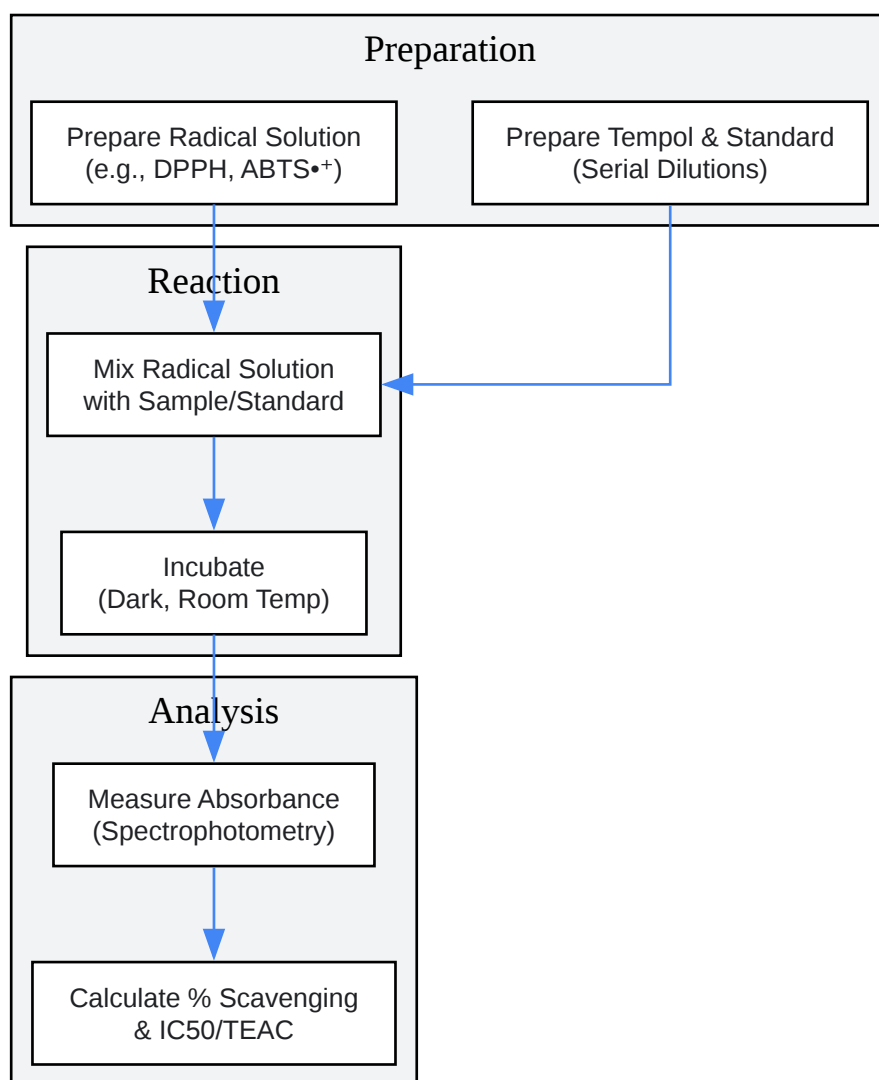 Preparation
Prepare Radical Solution
(e.g., DPPH, ABTS•⁺)
Prepare Tempol & Standard
(Serial Dilutions)
Reaction
Mix Radical Solution
with Sample/Standard
Incubate
(Dark, Room Temp)
Analysis
Measure Absorbance
(Spectrophotometry)
Calculate % Scavenging
& IC50/TEAC